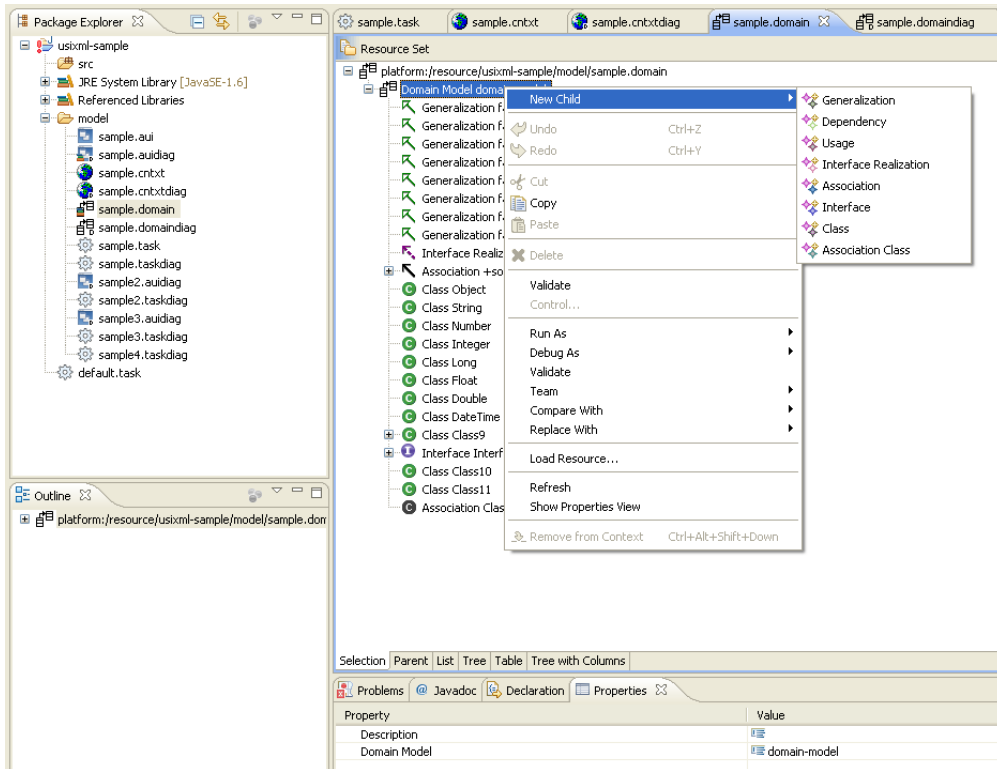 Package Explorer
usixml-sample
src
JRE System Library [JavaSE-1.6]
Referenced Libraries
model
sample.aui
sample.auidiag
sample.cntxt
sample.cntxtdiag
sample.domain
sample.domaindiag
sample.task
sample.taskdiag
sample2.auidiag
sample2.taskdiag
sample3.auidiag
sample3.taskdiag
sample4.taskdiag
default.task
Outline
platform:/resource/usixml-sample/model/sample.dom
sample.task sample.cntxt sample.cntxtdiag sample.domain sample.domaindiag
Resource Set
platform:/resource/usixml-sample/model/sample.domain
Domain Model doma
Generalization f
Generalization f
Generalization f
Generalization f
Generalization f
Generalization f
Generalization f
Generalization f
Interface Realiz
Association +so
Class Object
Class String
Class Number
Class Integer
Class Long
Class Float
Class Double
Class DateTime
Class Class9
Interface Interf
Class Class10
Class Class11
Association Clas
New Child
Undo Ctrl+Z
Redo Ctrl+Y
Cut
Copy
Paste
Delete
Validate
Control...
Run As
Debug As
Validate
Team
Compare With
Replace With
Load Resource...
Refresh
Show Properties View
Remove from Context Ctrl+Alt+Shift+Down
Generalization
Dependency
Usage
Interface Realization
Association
Interface
Class
Association Class
Selection Parent List Tree Table Tree with Columns
Problems @ Javadoc Declaration Properties
Property Value
Description
Domain Model domain-model